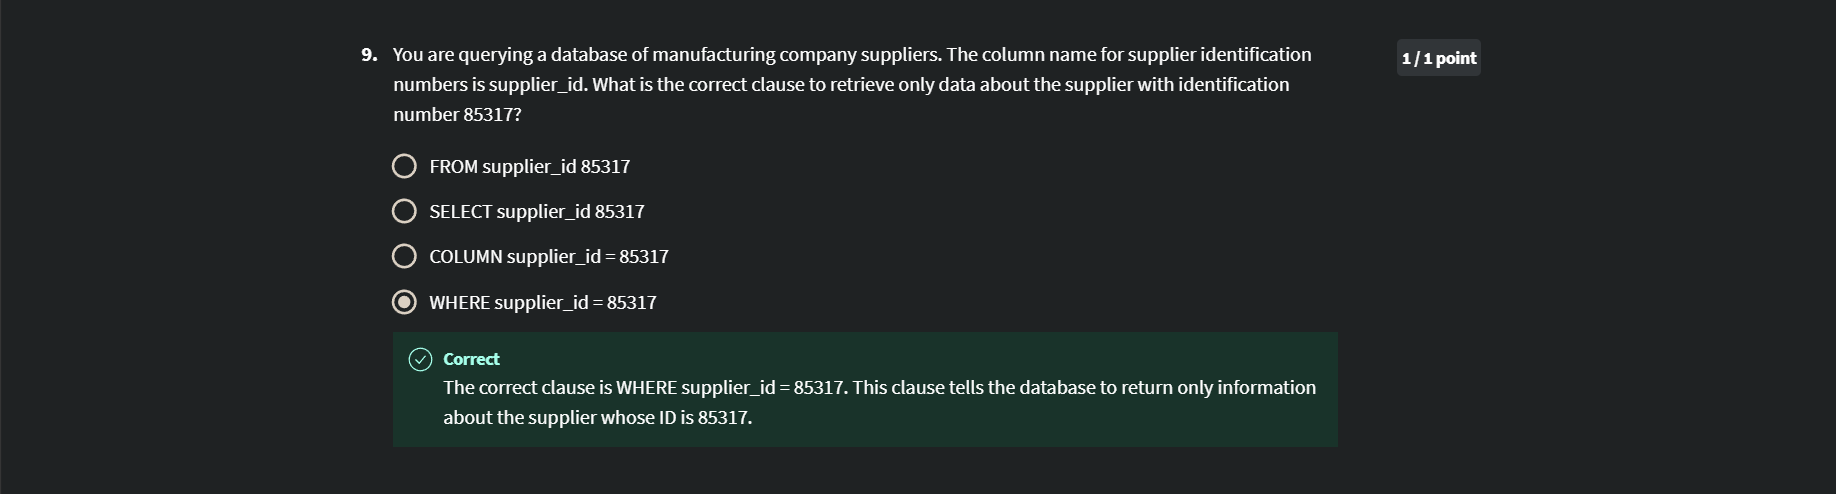 9. You are querying a database of manufacturing company suppliers. The column name for supplier identification
numbers is supplier_id. What is the correct clause to retrieve only data about the supplier with identification
number 85317?
1 / 1 point
FROM supplier_id 85317
SELECT supplier_id 85317
COLUMN supplier_id = 85317
WHERE supplier_id = 85317
Correct
The correct clause is WHERE supplier_id = 85317. This clause tells the database to return only information
about the supplier whose ID is 85317.